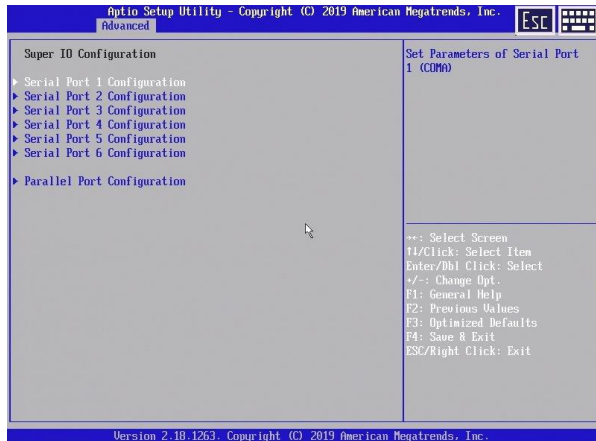 Aptio Setup Utility - Copyright (C) 2019 American Megatrends, Inc.
Advanced
Esc
Super IO Configuration
Serial Port 1 Configuration
Serial Port 2 Configuration
Serial Port 3 Configuration
Serial Port 4 Configuration
Serial Port 5 Configuration
Serial Port 6 Configuration
Parallel Port Configuration
Set Parameters of Serial Port
1 (COMA)
→←: Select Screen
↑↓/Click: Select Item
Enter/Dbl Click: Select
+/-: Change Opt.
F1: General Help
F2: Previous Values
F3: Optimized Defaults
F4: Save & Exit
ESC/Right Click: Exit
Version 2.18.1263. Copyright (C) 2019 American Megatrends, Inc.